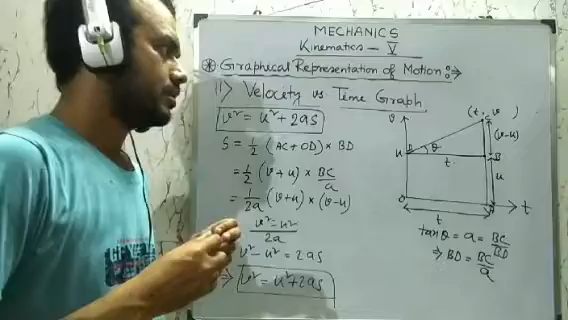 MECHANICS
Kinematics - V
* Graphical Representation of Motion :⇒
II) Velocity vs Time Graph
v² = u² + 2as
S = 1/2 (AC + OD) × BD
= 1/2 (v+u) × BC/a
= 1/2a (v+u) × (v-u)
v² - u² / 2a
v² - u² = 2as
⇒ v² = u² + 2as
v
(t, v)
C
(v-u)
u
D
θ
B
t
u
O
A
t
t
tanθ = a = BC/BD
⇒ BD = BC/a